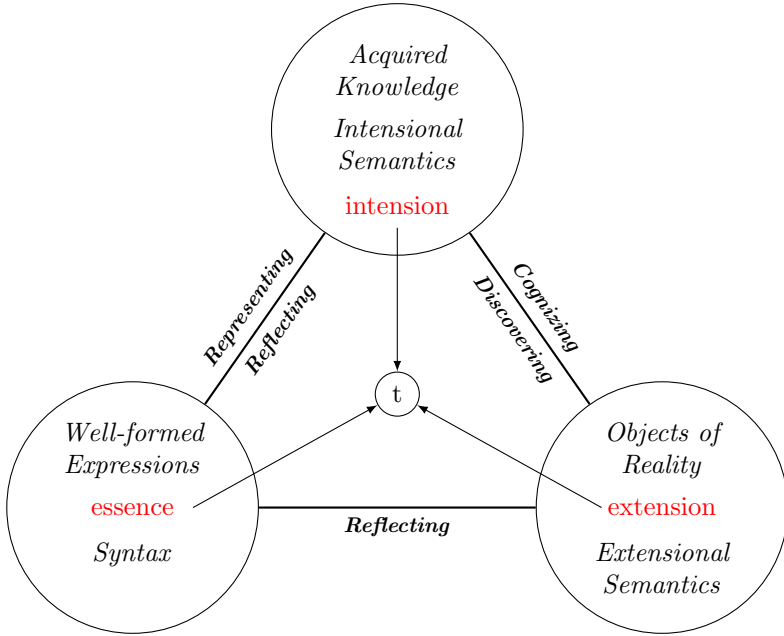 Acquired
Knowledge
Intensional
Semantics
intension
Representing
Reflecting
Cognizing
Discovering
t
Well-formed
Expressions
essence
Syntax
Reflecting
Objects of
Reality
extension
Extensional
Semantics